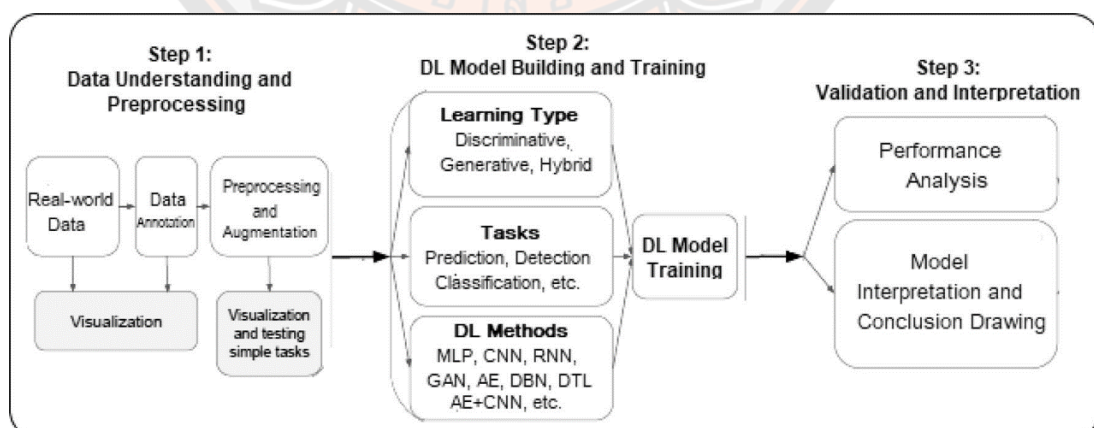 Step 1:
Data Understanding and
Preprocessing
Real-world
Data
Data
Annotation
Preprocessing
and
Augmentation
Visualization
Visualization
and testing
simple tasks
Step 2:
DL Model Building and Training
Learning Type
Discriminative,
Generative, Hybrid
Tasks
Prediction, Detection
Classification, etc.
DL Methods
MLP, CNN, RNN,
GAN, AE, DBN, DTL
AE+CNN, etc.
DL Model
Training
Step 3:
Validation and Interpretation
Performance
Analysis
Model
Interpretation and
Conclusion Drawing